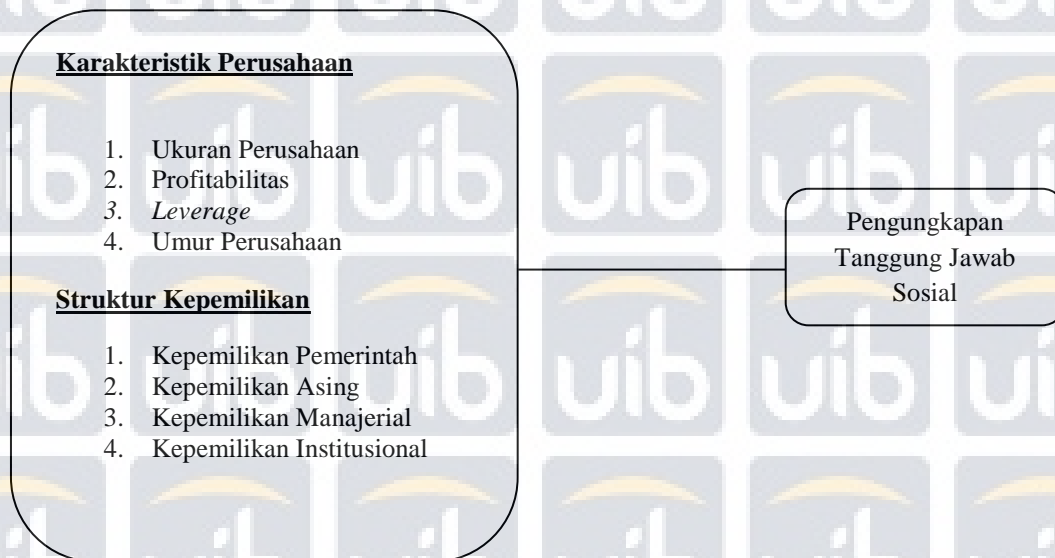 Karakteristik Perusahaan
1. Ukuran Perusahaan
2. Profitabilitas
3. Leverage
4. Umur Perusahaan
Struktur Kepemilikan
1. Kepemilikan Pemerintah
2. Kepemilikan Asing
3. Kepemilikan Manajerial
4. Kepemilikan Institusional
Pengungkapan
Tanggung Jawab
Sosial
uib